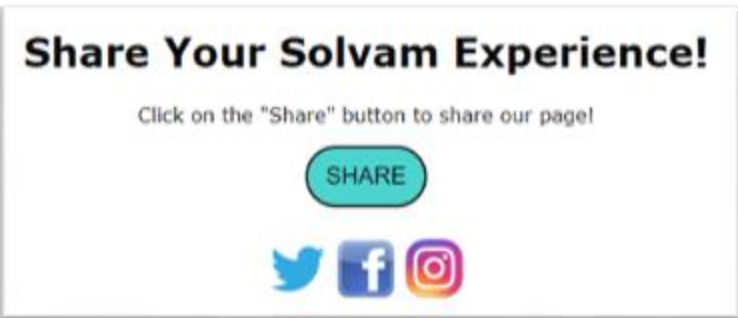 Share Your Solvam Experience!
Click on the "Share" button to share our page!
SHARE